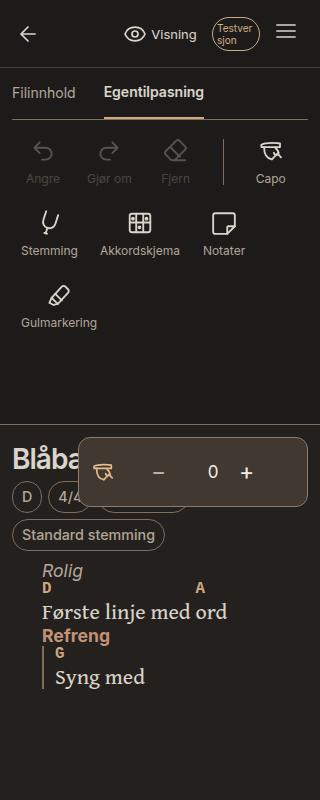 Visning
Testver
sjon
Filinnhold
Egentilpasning
Angre
Gjør om
Fjern
Capo
Stemming
Akkordskjema
Notater
Gulmarkering
Blåba
− 0 +
D
4/4
Standard stemming
Rolig
D A
Første linje med ord
Refreng
G
Syng med